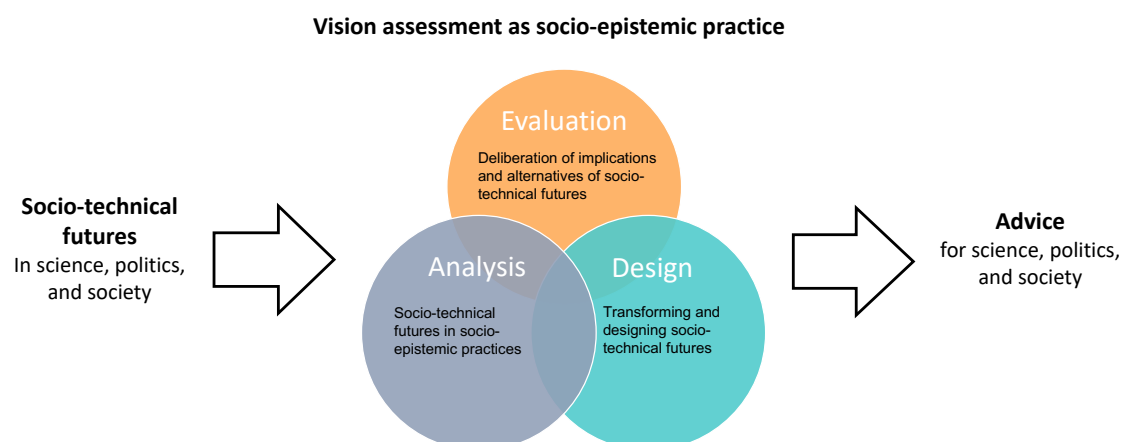 Vision assessment as socio-epistemic practice
Evaluation
Deliberation of implications
and alternatives of socio-
technical futures
Socio-technical
futures
In science, politics,
and society
Analysis
Socio-technical
futures in socio-
epistemic practices
Design
Transforming and
designing socio-
technical futures
Advice
for science, politics,
and society